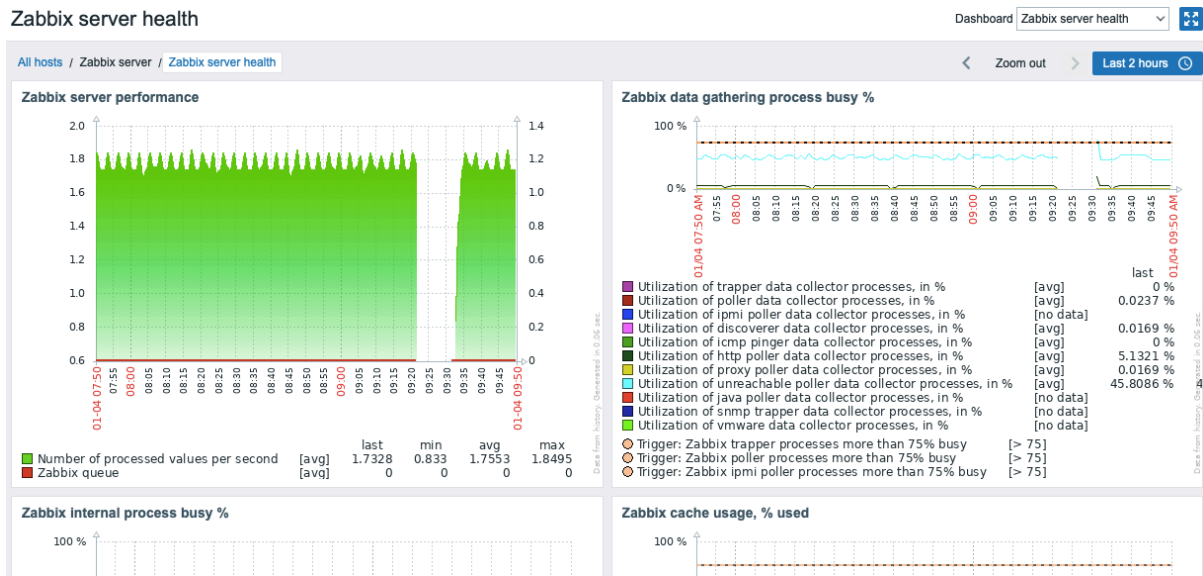 Zabbix server health
Dashboard Zabbix server health
All hosts / Zabbix server / Zabbix server health
Zoom out
Last 2 hours
Zabbix server performance
2.0
1.8
1.6
1.4
1.2
1.0
0.8
0.6
1.4
1.2
1.0
0.8
0.6
0.4
0.2
0
01-04 07:50
07:55
08:00
08:05
08:10
08:15
08:20
08:25
08:30
08:35
08:40
08:45
08:50
08:55
09:00
09:05
09:10
09:15
09:20
09:25
09:30
09:35
09:40
09:45
01-04 09:50
last min avg max
Number of processed values per second [avg] 1.7328 0.833 1.7553 1.8495
Zabbix queue [avg] 0 0 0 0
Data from history. Generated in 0.06 sec.
Zabbix data gathering process busy %
100 %
0 %
01/04 07:50 AM
07:55
08:00
08:05
08:10
08:15
08:20
08:25
08:30
08:35
08:40
08:45
08:50
08:55
09:00
09:05
09:10
09:15
09:20
09:25
09:30
09:35
09:40
09:45
01/04 09:50 AM
last
Utilization of trapper data collector processes, in % [avg] 0 %
Utilization of poller data collector processes, in % [avg] 0.0237 %
Utilization of ipmi poller data collector processes, in % [no data]
Utilization of discoverer data collector processes, in % [avg] 0.0169 %
Utilization of icmp pinger data collector processes, in % [avg] 0 %
Utilization of http poller data collector processes, in % [avg] 5.1321 %
Utilization of proxy poller data collector processes, in % [avg] 0.0169 %
Utilization of unreachable poller data collector processes, in % [avg] 45.8086 % 4
Utilization of java poller data collector processes, in % [no data]
Utilization of snmp trapper data collector processes, in % [no data]
Utilization of vmware data collector processes, in % [no data]
Trigger: Zabbix trapper processes more than 75% busy [> 75]
Trigger: Zabbix poller processes more than 75% busy [> 75]
Trigger: Zabbix ipmi poller processes more than 75% busy [> 75]
Data from history. Generated in 0.06 sec.
Zabbix internal process busy %
100 %
Zabbix cache usage, % used
100 %